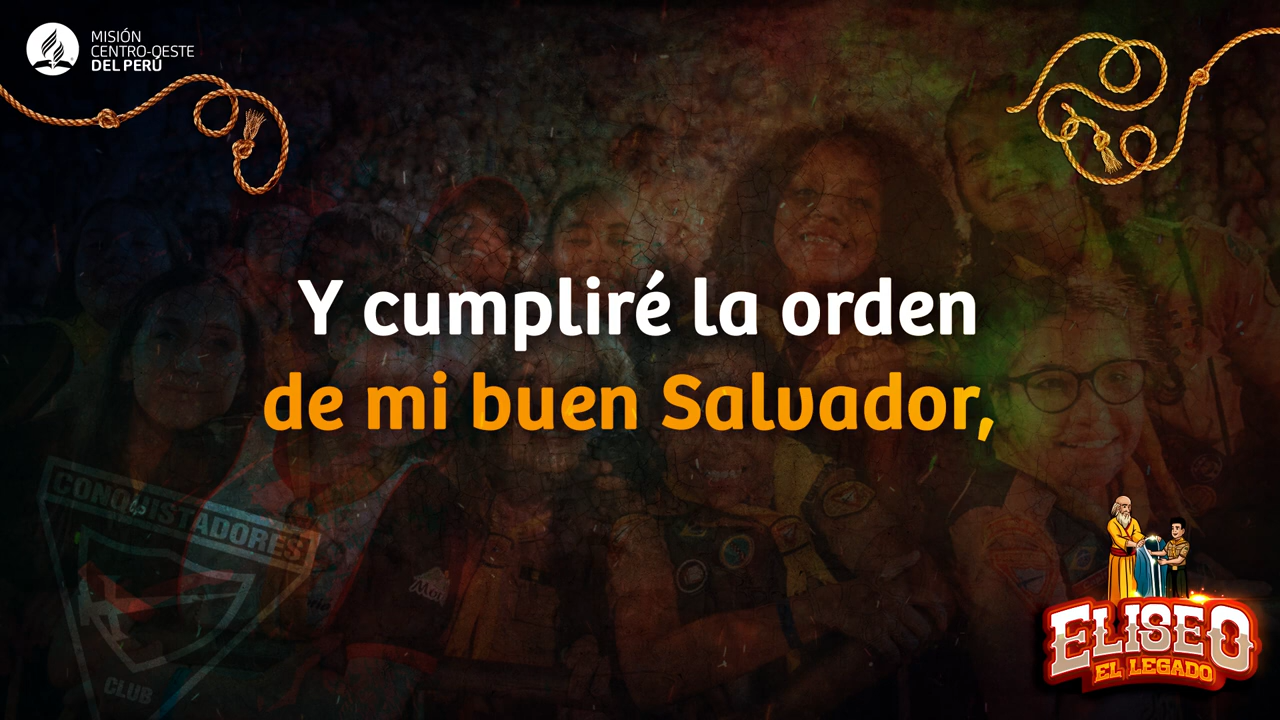 MISIÓN
CENTRO-OESTE
DEL PERÚ
Y cumpliré la orden
de mi buen Salvador,
CONQUISTADORES
CLUB
ELISEO
EL LEGADO